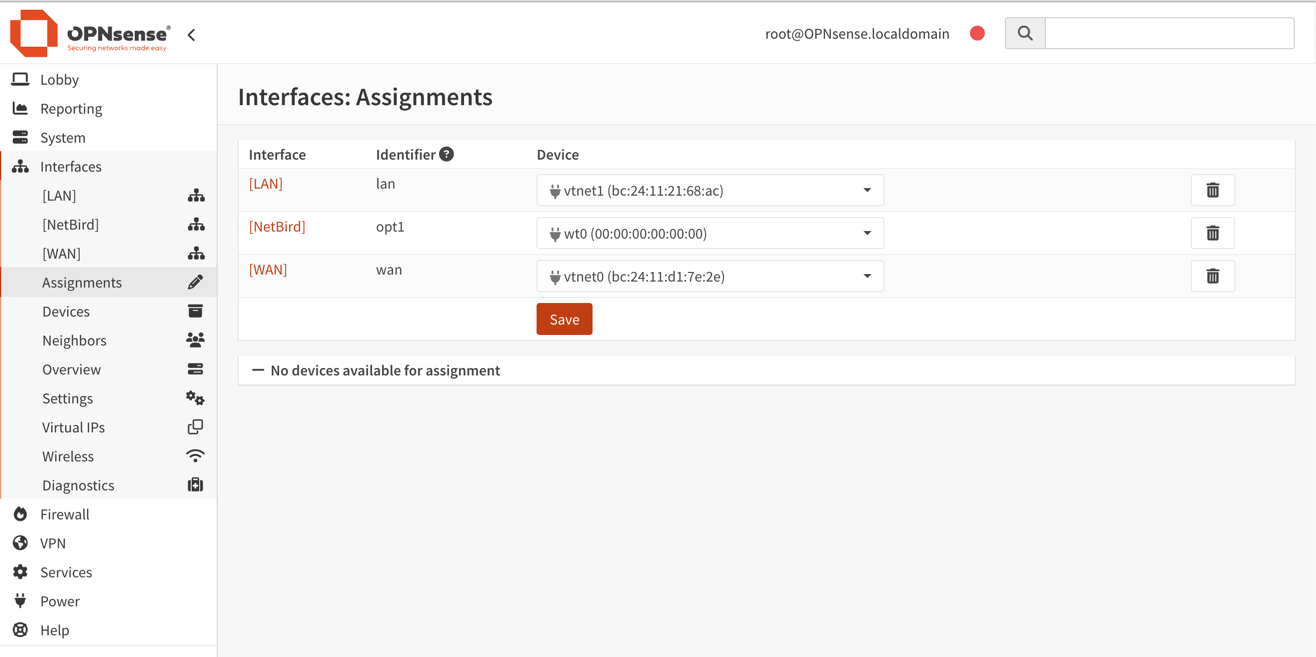 OPNsense®
Securing networks made easy
root@OPNsense.localdomain
Lobby
Reporting
System
Interfaces
[LAN]
[NetBird]
[WAN]
Assignments
Devices
Neighbors
Overview
Settings
Virtual IPs
Wireless
Diagnostics
Firewall
VPN
Services
Power
Help
Interfaces: Assignments
Interface Identifier ? Device
[LAN] lan vtnet1 (bc:24:11:21:68:ac)
[NetBird] opt1 wt0 (00:00:00:00:00:00)
[WAN] wan vtnet0 (bc:24:11:d1:7e:2e)
Save
No devices available for assignment